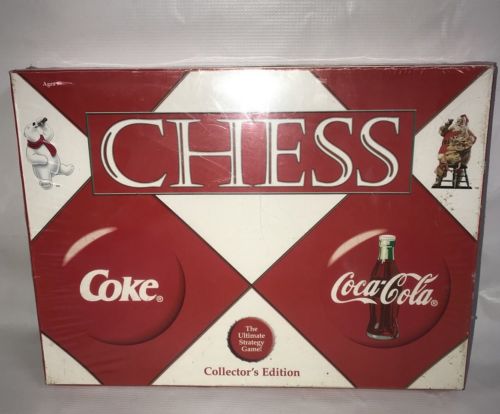 Ages
CHESS
Coke®
Coca-Cola®
The
Ultimate
Strategy
Game!
Collector's Edition